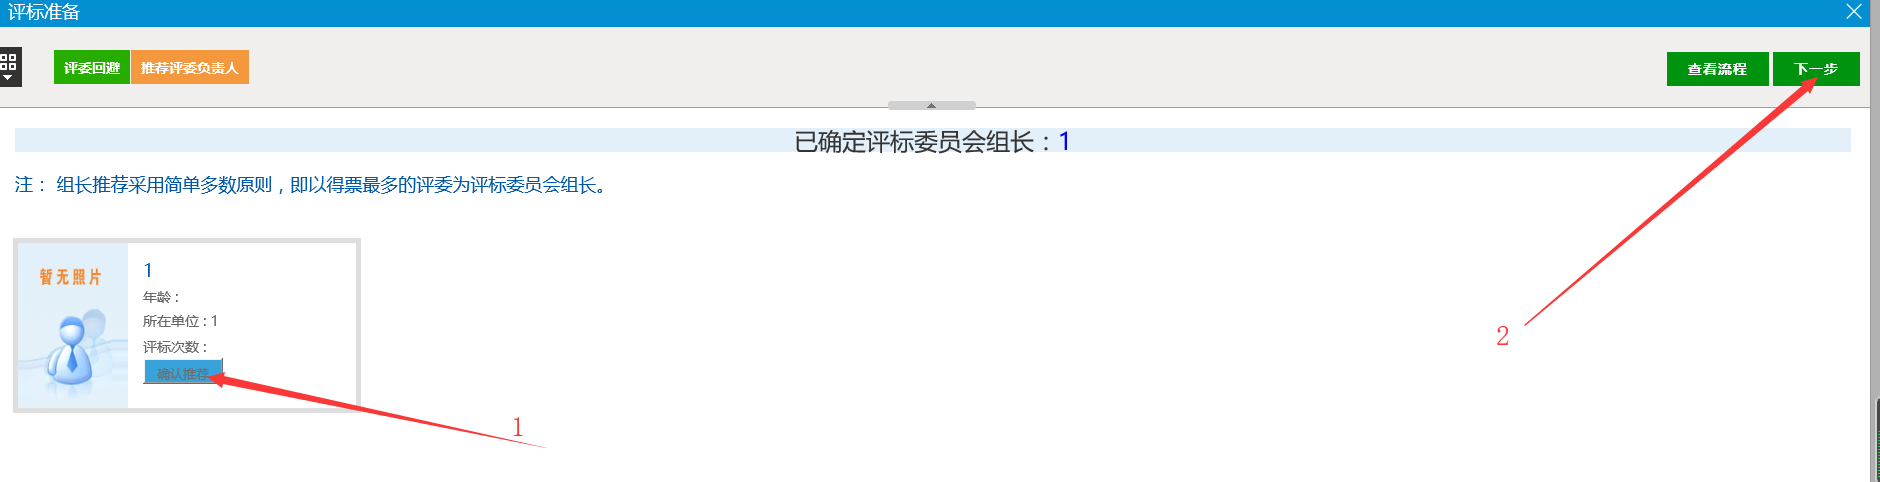 评标准备
评委回避 推荐评委负责人 查看流程 下一步
已确定评标委员会组长：1
注： 组长推荐采用简单多数原则，即以得票最多的评委为评标委员会组长。
暂无照片
1
年龄：
所在单位：1
评标次数：
确认推荐
1
2